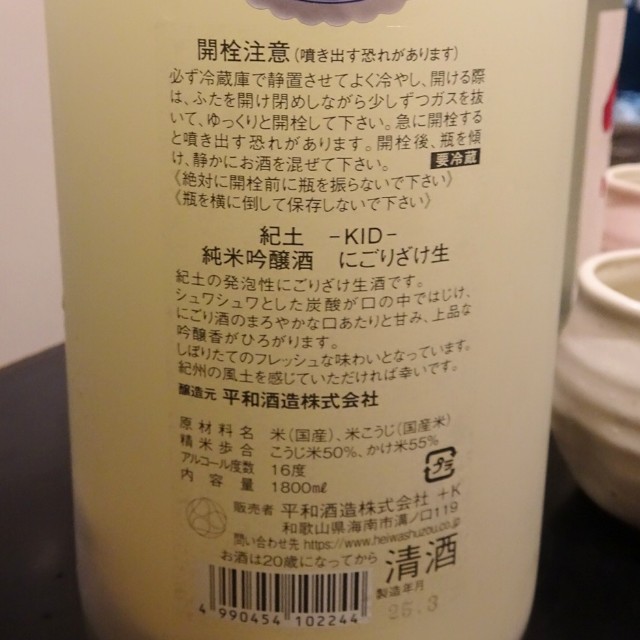 開栓注意(噴き出す恐れがあります)
必ず冷蔵庫で静置させてよく冷やし、開ける際
は、ふたを開け閉めしながら少しずつガスを抜
いて、ゆっくりと開栓して下さい。急に開栓する
と噴き出す恐れがあります。開栓後、瓶を傾
け、静かにお酒を混ぜて下さい。 要冷蔵
《絶対に開栓前に瓶を振らないで下さい》
《瓶を横に倒して保存しないで下さい》
紀土 -KID-
純米吟醸酒 にごりざけ生
紀土の発泡性にごりざけ生酒です。
シュワシュワとした炭酸が口の中ではじけ、
にごり酒のまろやかな口あたりと甘み、上品な
吟醸香がひろがります。
しぼりたてのフレッシュな味わいとなっています。
紀州の風土を感じていただければ幸いです。
醸造元 平和酒造株式会社
原材料名 米(国産)、米こうじ(国産米)
精米歩合 こうじ米50%、かけ米55%
アルコール度数 16度
内容量 1800㎖
プラ
販売者 平和酒造株式会社 +K
和歌山県海南市溝ノ口119
問い合わせ先 https://www.heiwashuzou.co.jp
お酒は20歳になってから 清酒
製造年月
4 990454 102244